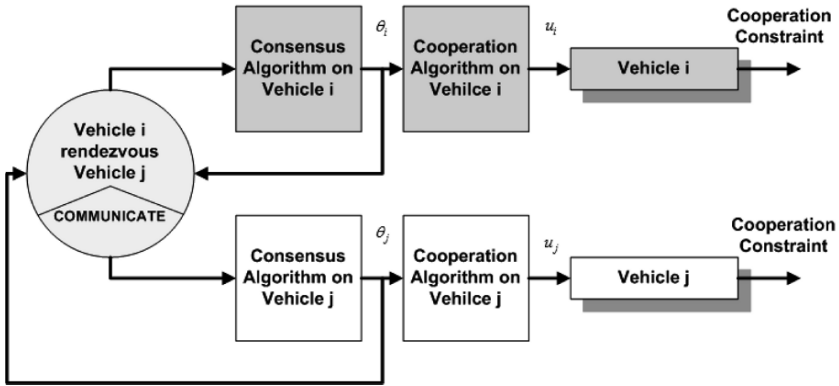 Consensus
Algorithm on
Vehicle i
θi
Cooperation
Algorithm on
Vehilce i
ui
Vehicle i
Cooperation
Constraint
Vehicle i
rendezvous
Vehicle j
COMMUNICATE
Consensus
Algorithm on
Vehicle j
θj
Cooperation
Algorithm on
Vehilce j
uj
Vehicle j
Cooperation
Constraint